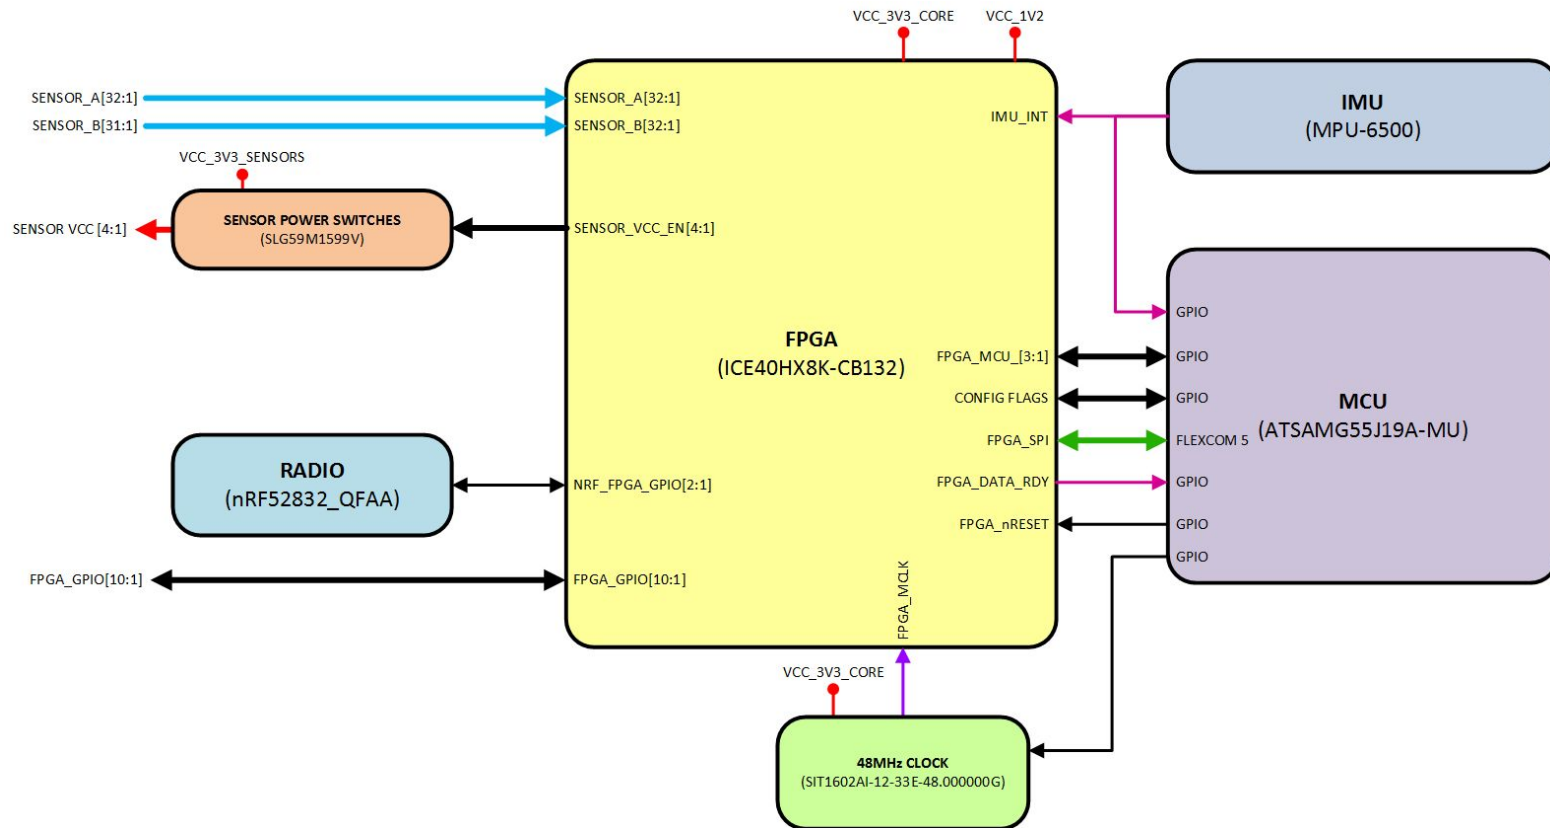 VCC_3V3_CORE
VCC_1V2
SENSOR_A[32:1]
SENSOR_A[32:1]
SENSOR_B[31:1]
SENSOR_B[32:1]
IMU_INT
IMU
(MPU-6500)
VCC_3V3_SENSORS
SENSOR POWER SWITCHES
(SLG59M1599V)
SENSOR VCC [4:1]
SENSOR_VCC_EN[4:1]
FPGA
(ICE40HX8K-CB132)
GPIO
FPGA_MCU_[3:1]
GPIO
CONFIG FLAGS
GPIO
MCU
(ATSAMG55J19A-MU)
FPGA_SPI
FLEXCOM 5
RADIO
(nRF52832_QFAA)
NRF_FPGA_GPIO[2:1]
FPGA_DATA_RDY
GPIO
FPGA_nRESET
GPIO
GPIO
FPGA_GPIO[10:1]
FPGA_GPIO[10:1]
FPGA_MCLK
VCC_3V3_CORE
48MHz CLOCK
(SIT1602AI-12-33E-48.000000G)